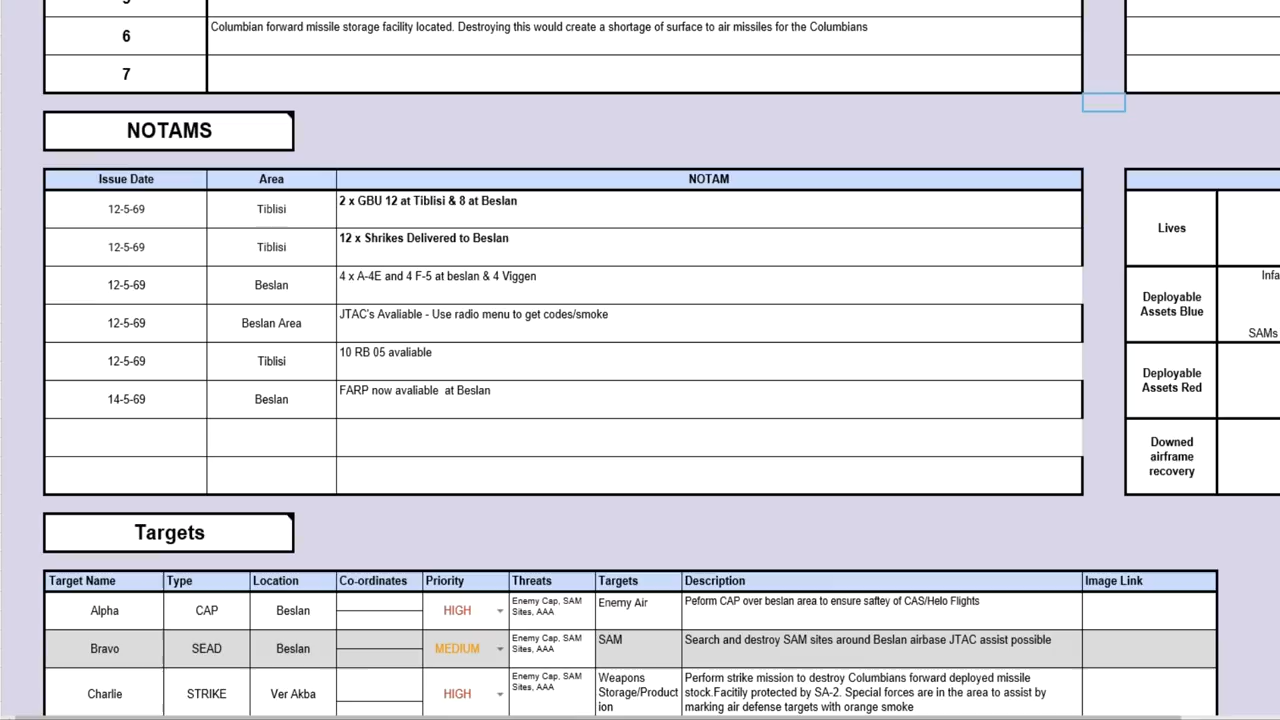 6
Columbian forward missile storage facility located. Destroying this would create a shortage of surface to air missiles for the Columbians
7
NOTAMS
Issue Date Area NOTAM
12-5-69 Tiblisi 2 x GBU 12 at Tiblisi & 8 at Beslan
12-5-69 Tiblisi 12 x Shrikes Delivered to Beslan
12-5-69 Beslan 4 x A-4E and 4 F-5 at beslan & 4 Viggen
12-5-69 Beslan Area JTAC's Avaliable - Use radio menu to get codes/smoke
12-5-69 Tiblisi 10 RB 05 avaliable
14-5-69 Beslan FARP now avaliable at Beslan
Lives
Infa
Deployable
Assets Blue
SAMs
Deployable
Assets Red
Downed
airframe
recovery
Targets
Target Name Type Location Co-ordinates Priority Threats Targets Description Image Link
Alpha CAP Beslan HIGH
Enemy Cap, SAM
Sites, AAA
Enemy Air
Peform CAP over beslan area to ensure saftey of CAS/Helo Flights
Bravo SEAD Beslan MEDIUM
Enemy Cap, SAM
Sites, AAA
SAM
Search and destroy SAM sites around Beslan airbase JTAC assist possible
Charlie STRIKE Ver Akba HIGH
Enemy Cap, SAM
Sites, AAA
Weapons
Storage/Product
ion
Perform strike mission to destroy Columbians forward deployed missile
stock.Facitily protected by SA-2. Special forces are in the area to assist by
marking air defense targets with orange smoke